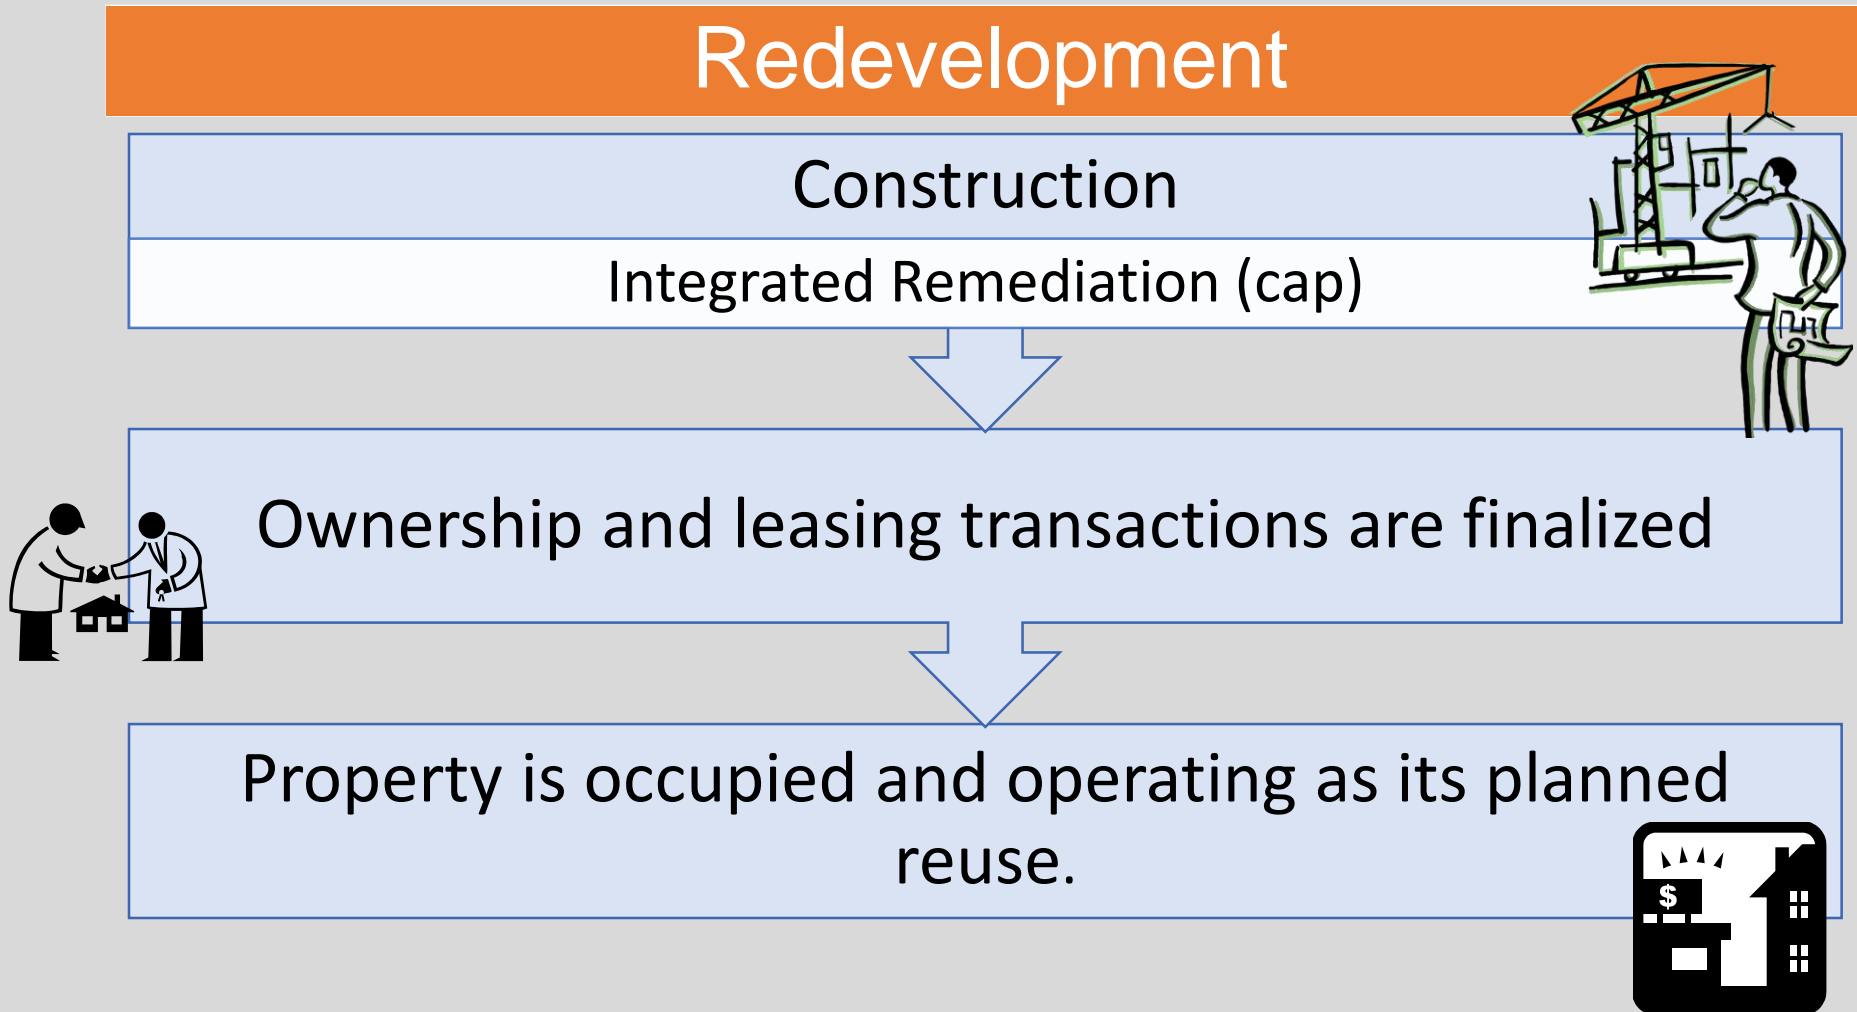 Redevelopment
Construction
Integrated Remediation (cap)
Ownership and leasing transactions are finalized
Property is occupied and operating as its planned
reuse.
$